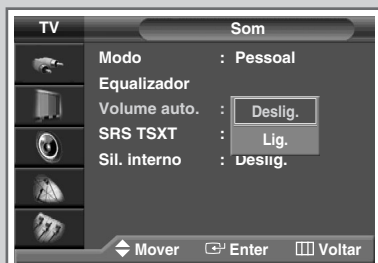 TV Som
Modo : Pessoal
Equalizador
Volume auto. : Deslig.
SRS TSXT : Lig.
Sil. interno : Deslig.
Mover Enter Voltar